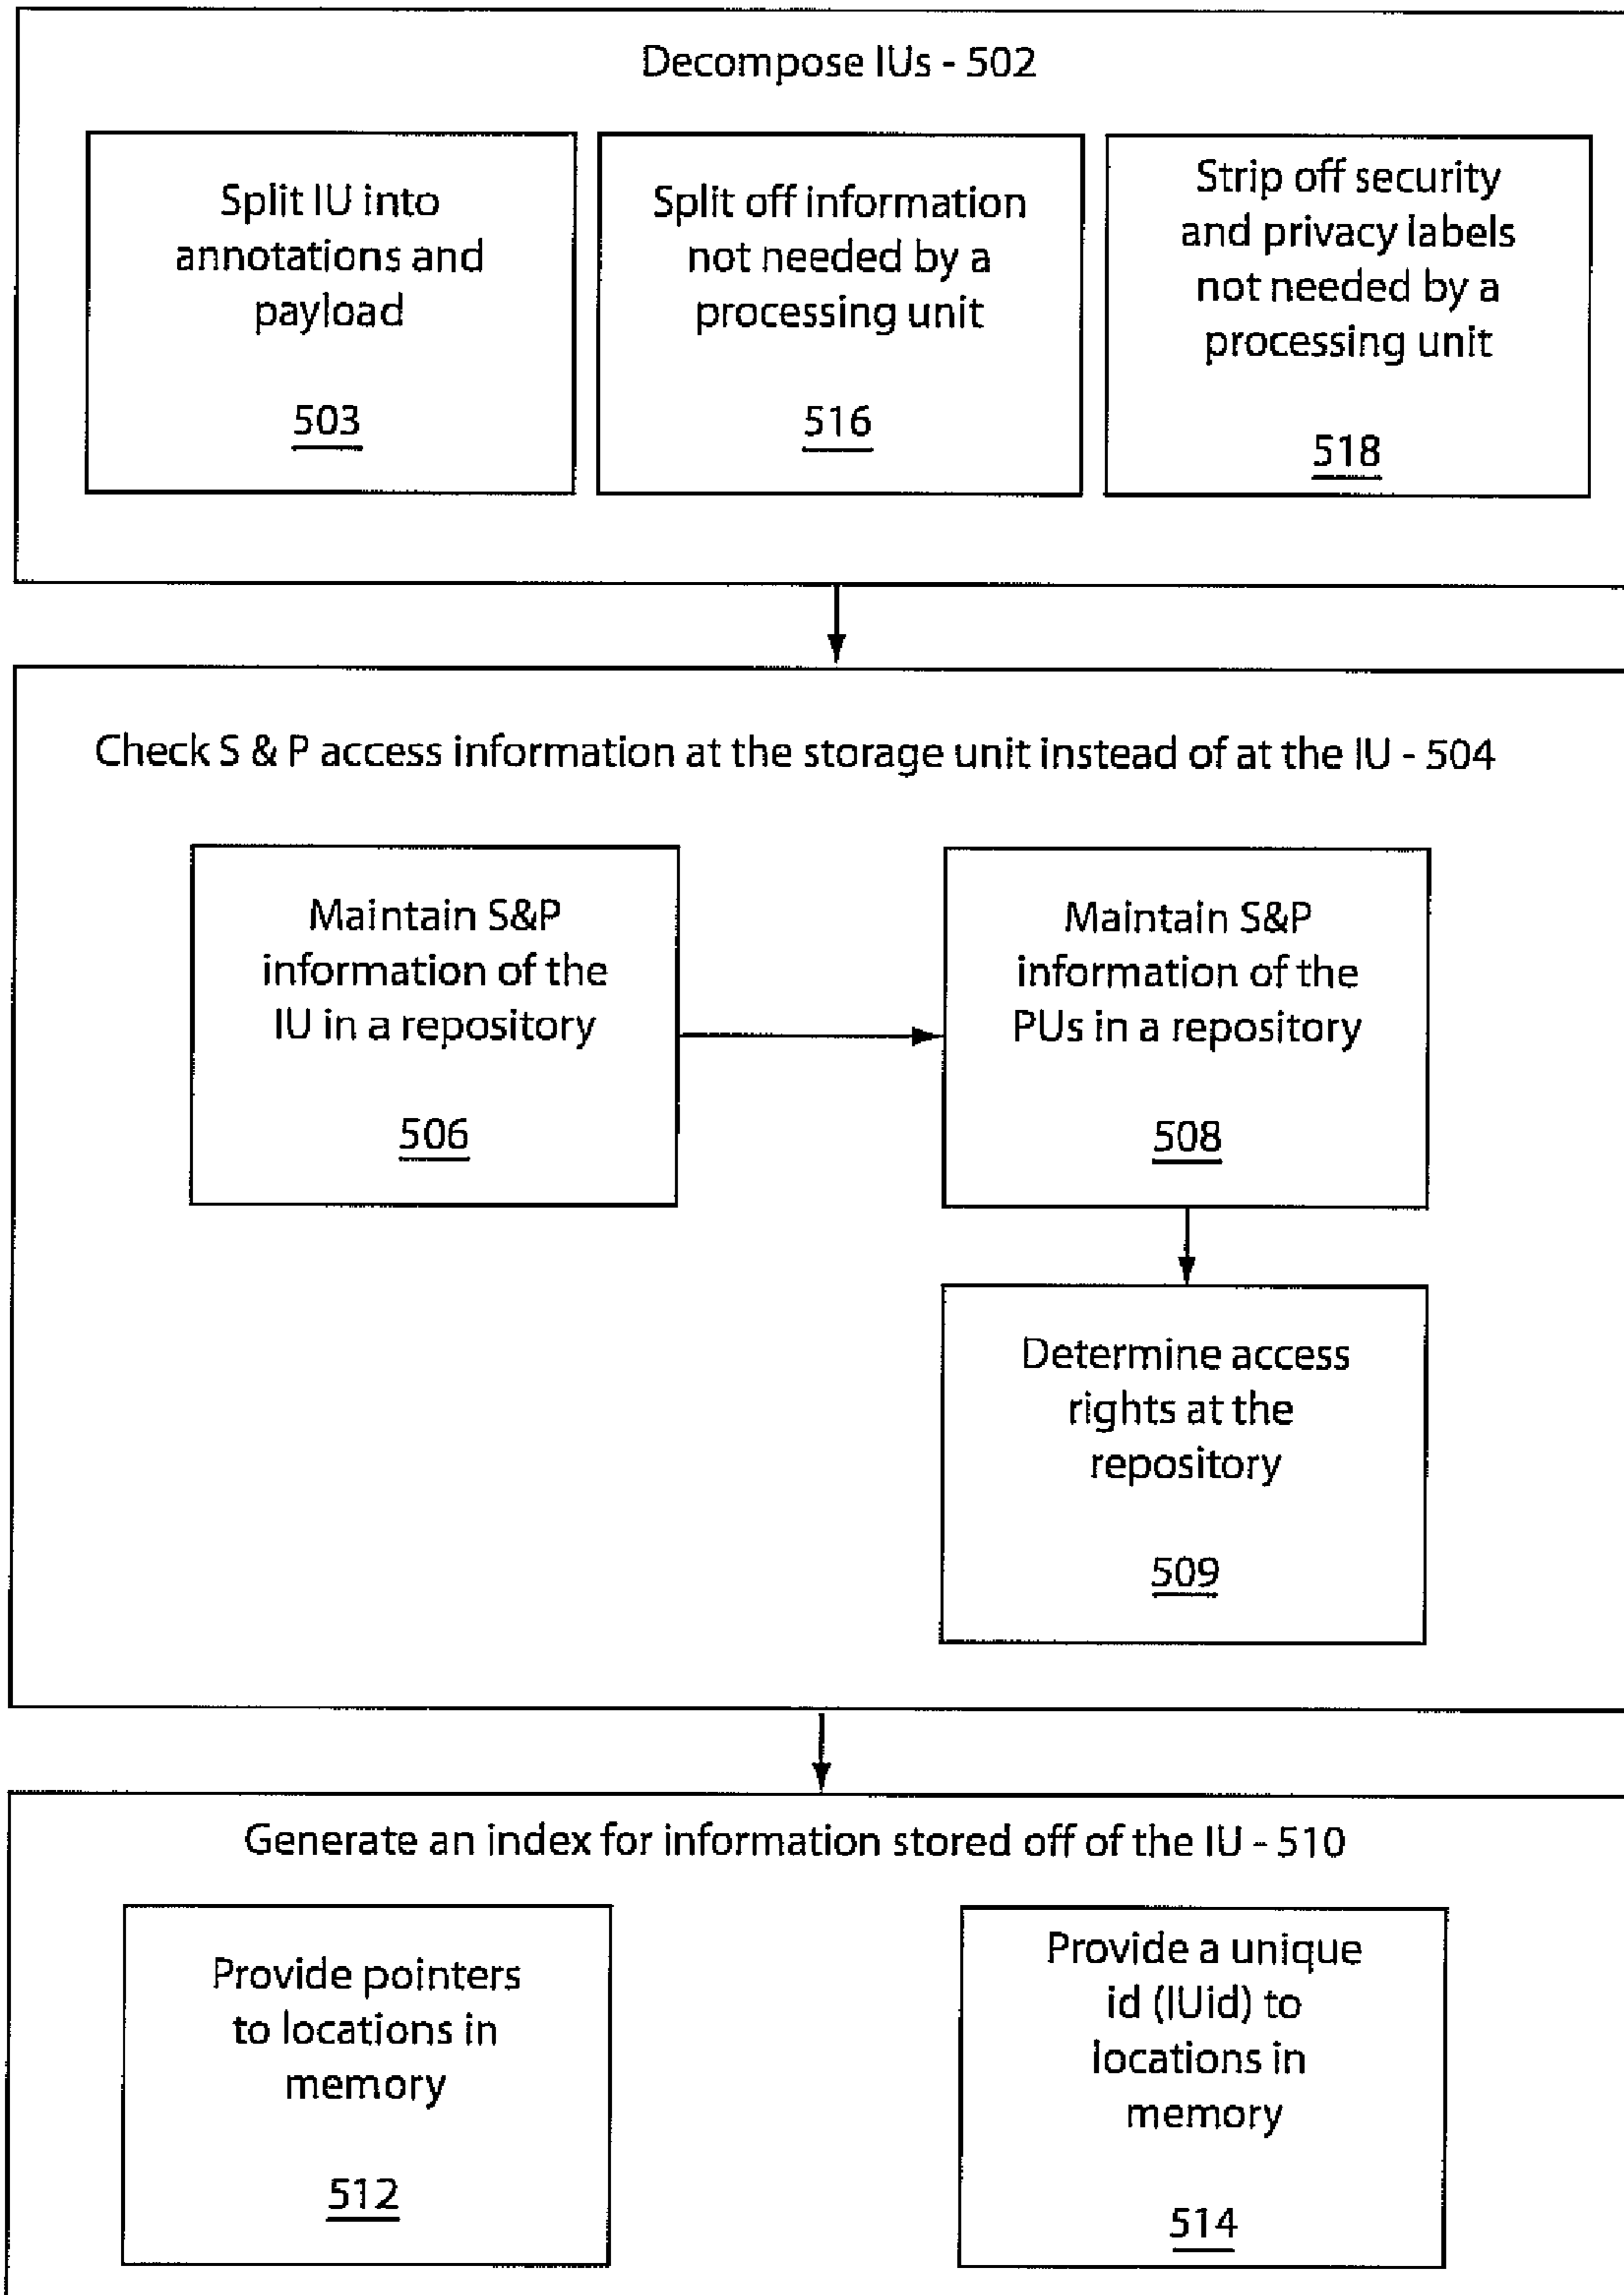 Decompose IUs - 502
Split IU into
annotations and
payload
503
Split off information
not needed by a
processing unit
516
Strip off security
and privacy labels
not needed by a
processing unit
518
Check S & P access information at the storage unit instead of at the IU - 504
Maintain S&P
information of the
IU in a repository
506
Maintain S&P
information of the
PUs in a repository
508
Determine access
rights at the
repository
509
Generate an index for information stored off of the IU - 510
Provide pointers
to locations in
memory
512
Provide a unique
id (IUid) to
locations in
memory
514